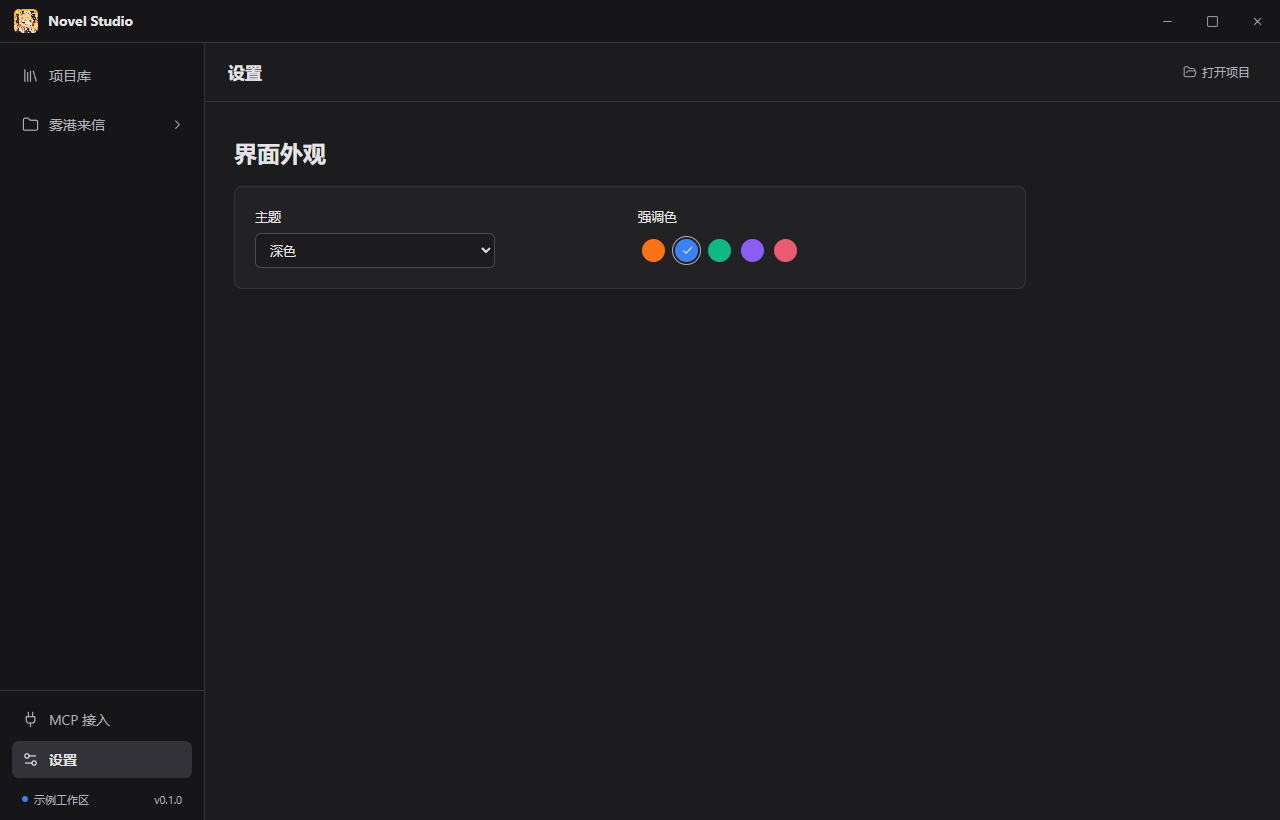 Novel Studio
项目库
雾港来信
设置
打开项目
界面外观
主题
强调色
深色
MCP 接入
设置
示例工作区
v0.1.0